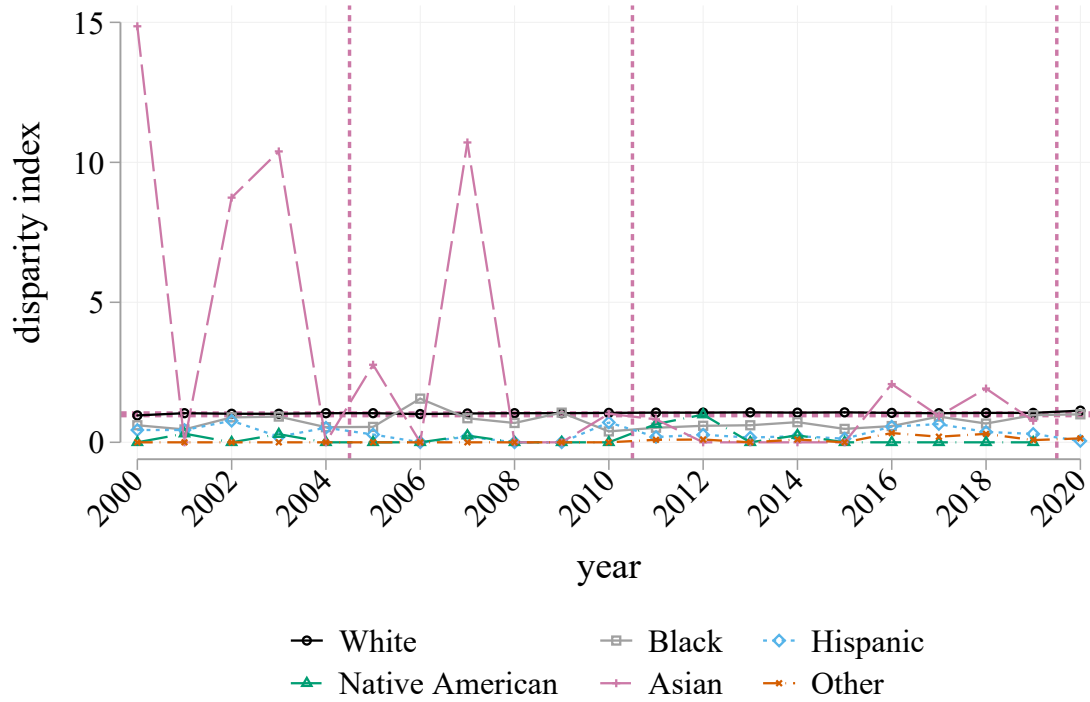 15
10
5
0
disparity index
2000 2002 2004 2006 2008 2010 2012 2014 2016 2018 2020
year
White Black Hispanic
Native American Asian Other